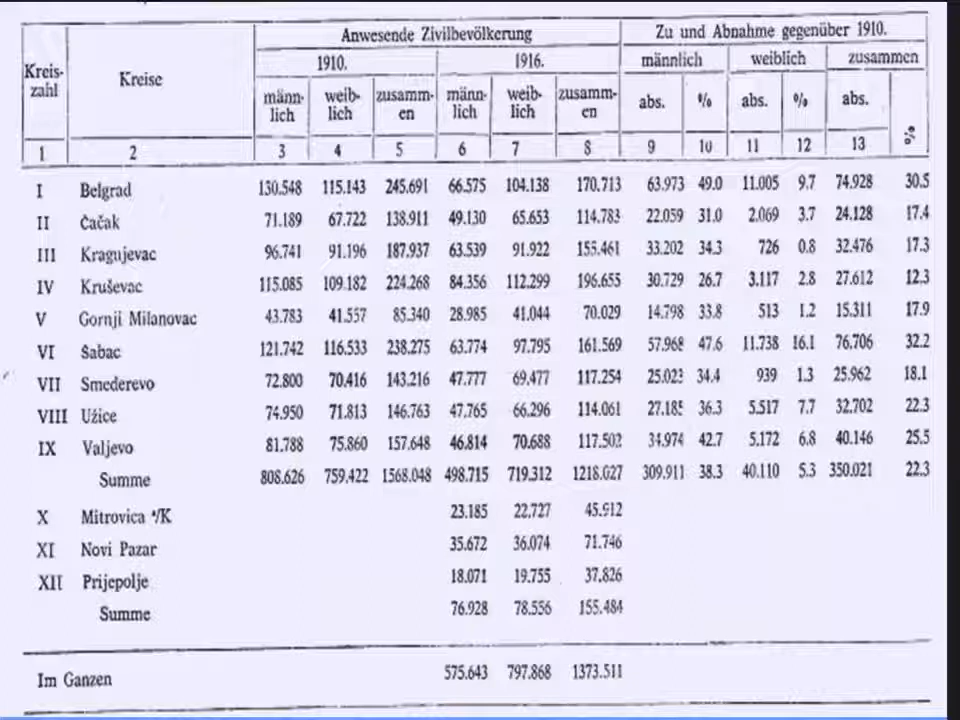 Kreis-zahl | Kreise | Anwesende Zivilbevölkerung | Zu und Abnahme gegenüber 1910.
1910. | 1916. | männlich | weiblich | zusammen
männ-lich | weib-lich | zusamm-en | männ-lich | weib-lich | zusamm-en | abs. | % | abs. | % | abs. | %
1 | 2 | 3 | 4 | 5 | 6 | 7 | 8 | 9 | 10 | 11 | 12 | 13
I Belgrad 130.548 115.143 245.691 66.575 104.138 170.713 63.973 49.0 11.005 9.7 74.928 30.5
II Čačak 71.189 67.722 138.911 49.130 65.653 114.783 22.059 31.0 2.069 3.7 24.128 17.4
III Kragujevac 96.741 91.196 187.937 63.539 91.922 155.461 33.202 34.3 726 0.8 32.476 17.3
IV Kruševac 115.085 109.182 224.268 84.356 112.299 196.655 30.729 26.7 3.117 2.8 27.612 12.3
V Gornji Milanovac 43.783 41.557 85.340 28.985 41.044 70.029 14.798 33.8 513 1.2 15.311 17.9
VI Šabac 121.742 116.533 238.275 63.774 97.795 161.569 57.968 47.6 11.738 16.1 76.706 32.2
VII Smederevo 72.800 70.416 143.216 47.777 69.477 117.254 25.023 34.4 939 1.3 25.962 18.1
VIII Užice 74.950 71.813 146.763 47.765 66.296 114.061 27.185 36.3 5.517 7.7 32.702 22.3
IX Valjevo 81.788 75.860 157.648 46.814 70.688 117.502 34.974 42.7 5.172 6.8 40.146 25.5
Summe 808.626 759.422 1568.048 498.715 719.312 1218.027 309.911 38.3 40.110 5.3 350.021 22.3
X Mitrovica a/K 23.185 22.727 45.912
XI Novi Pazar 35.672 36.074 71.746
XII Prijepolje 18.071 19.755 37.826
Summe 76.928 78.556 155.484
Im Ganzen 575.643 797.868 1373.511